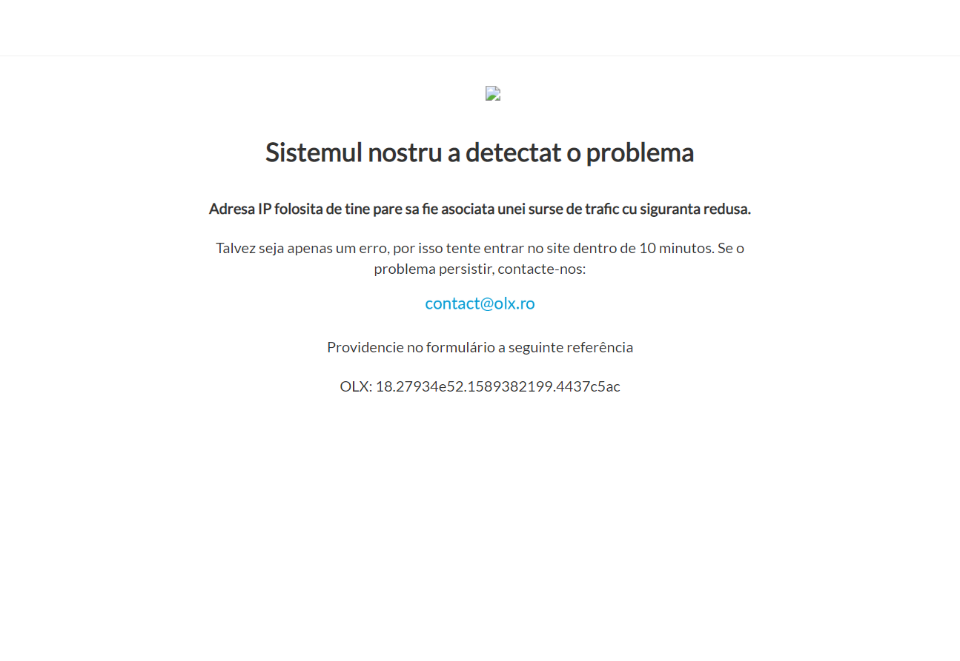 Sistemul nostru a detectat o problema
Adresa IP folosita de tine pare sa fie asociata unei surse de trafic cu siguranta redusa.
Talvez seja apenas um erro, por isso tente entrar no site dentro de 10 minutos. Se o
problema persistir, contacte-nos:
contact@olx.ro
Providencie no formulário a seguinte referência
OLX: 18.27934e52.1589382199.4437c5ac